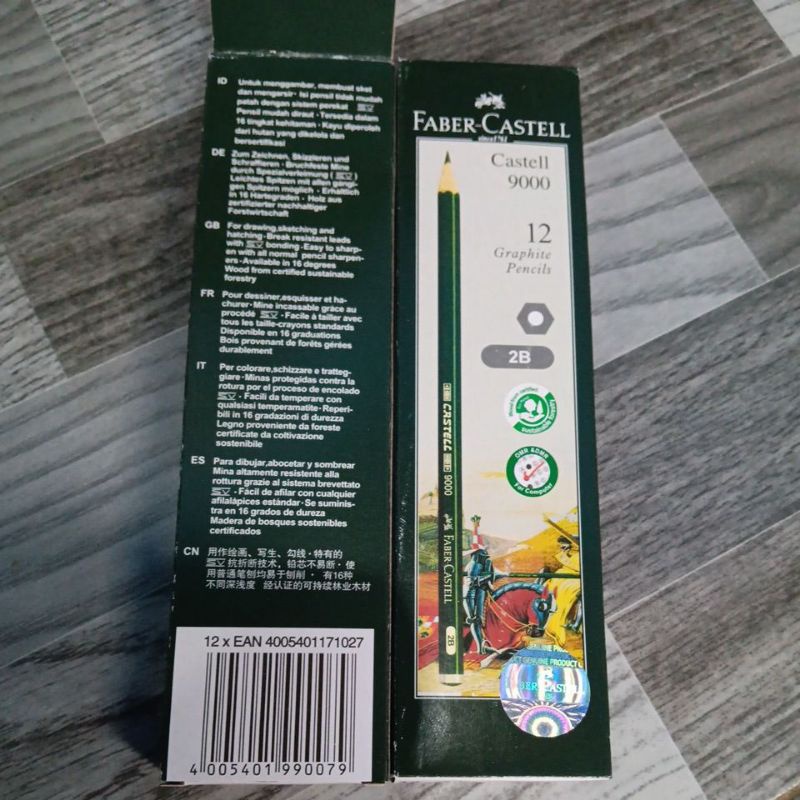 ID
Untuk menggambar, membuat sket
dan mengarsir· Isi pensil tidak mudah
patah dengan sistem perekat SV
Pensil mudah diraut · Tersedia dalam
16 tingkat kehitaman · Kayu diperoleh
dari hutan yang dikelola dan
bersertifikasi
DE
Zum Zeichnen, Skizzieren und
Schraffieren · Bruchfeste Mine
durch Spezialverleimung ( SV )
Leichtes Spitzen mit allen gängi-
gen Spitzern möglich · Erhältlich
in 16 Härtegraden · Holz aus
zertifizierter nachhaltiger
Forstwirtschaft
GB
For drawing,sketching and
hatching·Break resistant leads
with SV bonding·Easy to sharp-
en with all normal pencil sharpen-
ers·Available in 16 degrees
Wood from certified sustainable
forestry
FR
Pour dessiner,esquisser et ha-
churer·Mine incassable grâce au
procédé SV ·Facile à tailler avec
tous les taille-crayons standards
Disponible en 16 graduations
Bois provenant de forêts gérées
durablement
IT
Per colorare,schizzare e tratteg-
giare·Minas protegidas contra la
rotura por el proceso de encolado
SV · Facili da temperare con
qualsiasi temperamatite·Reperi-
bili in 16 gradazioni di durezza
Legno proveniente da foreste
certificate da coltivazione
sostenibile
ES
Para dibujar,abocetar y sombrear
Mina altamente resistente alla
rottura grazie al sistema brevettato
SV · Fácil de afilar con cualquier
afilalápices estándar·Se suminis-
tra en 16 grados de dureza
Madera de bosques sostenibles
certificados
CN
用作绘画、写生、勾线·特有的
SV 抗折断技术，铅芯不易断·使
用普通笔刨均易于刨削 · 有16种
不同深浅度 经认证的可持续林业木材
12 x EAN 4005401171027
4 005401 990079
FABER-CASTELL
since 1761
Castell
9000
12
Graphite
Pencils
2B
Wood from certified
sustainable forestry
OMR & DMR
For Computer
CASTELL 9000
FABER-CASTELL
2B
GENUINE PRODUCT
FABER-CASTELL